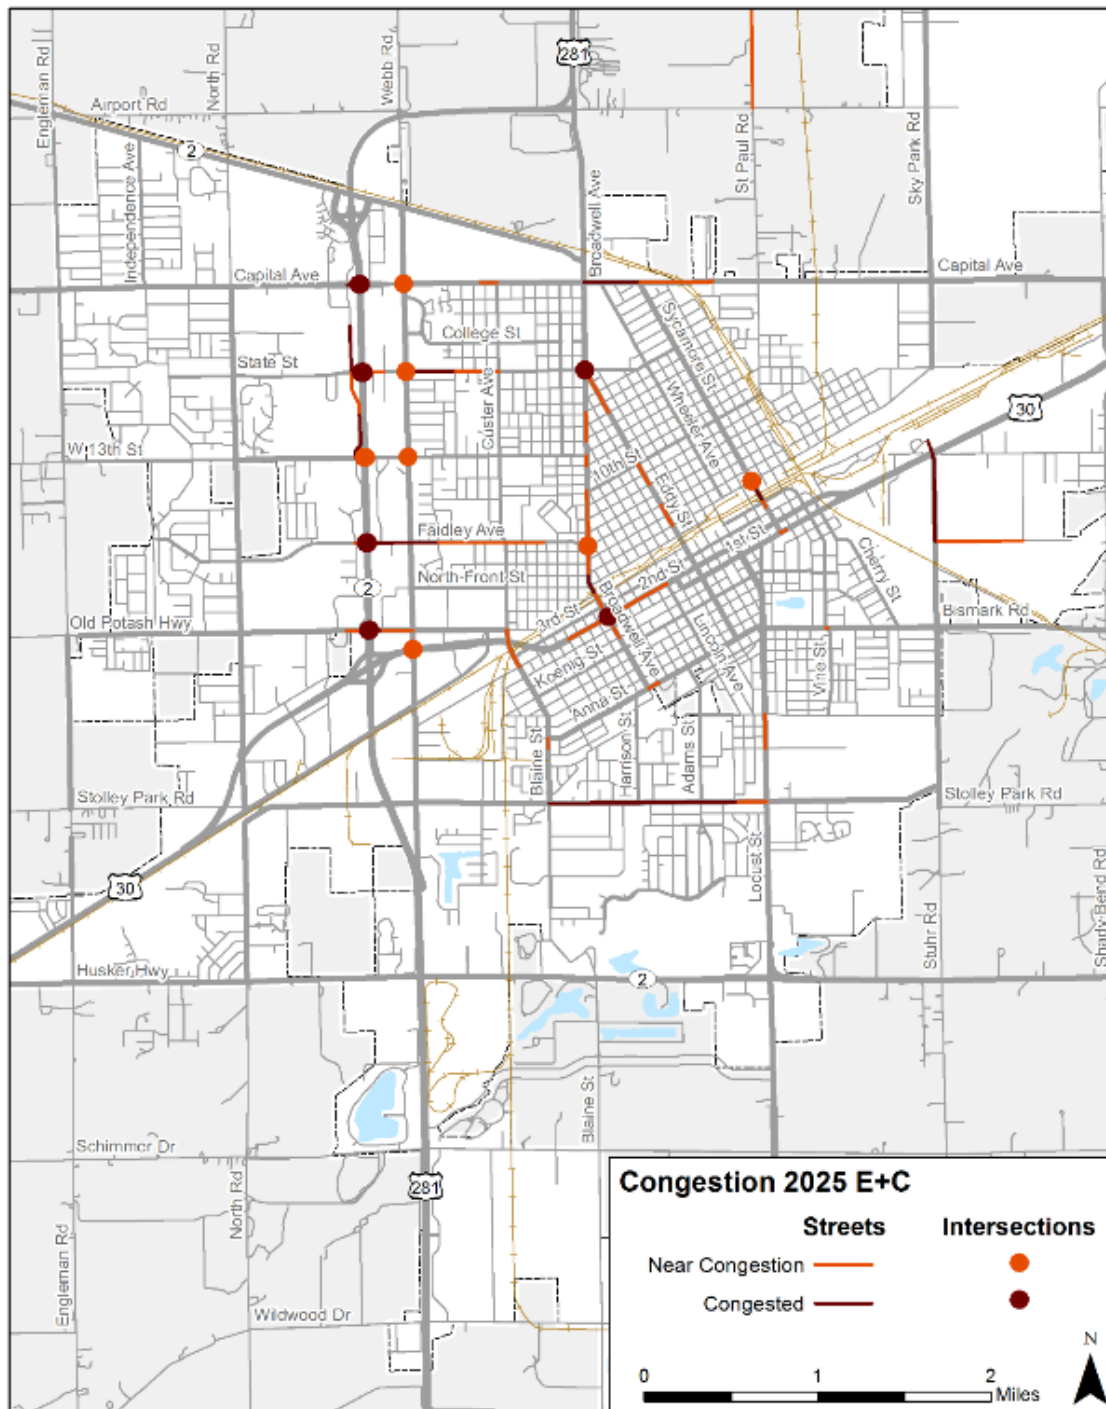 281
Engleman Rd
North Rd
Webb Rd
Airport Rd
2
Independence Ave
Broadwell Ave
St Paul Rd
Sky Park Rd
Capital Ave
Capital Ave
College St
Sycamore St
State St
Custer Ave
Wheeler Ave
30
W 13th St
10th St
Eddy St
Faidley Ave
1st St
North Front St
2nd St
Cherry St
2
3rd St
Broadwell Ave
Lincoln Ave
Bismark Rd
Old Potash Hwy
Koenig St
Vine St
Anna St
Blaine St
Harrison St
Adams St
Stolley Park Rd
Stolley Park Rd
Locust St
30
Stuhr Rd
Shady Bend Rd
Husker Hwy
2
Blaine St
Schimmer Dr
North Rd
281
Engleman Rd
Wildwood Dr
Congestion 2025 E+C
Streets Intersections
Near Congestion
Congested
N
0 1 2
Miles